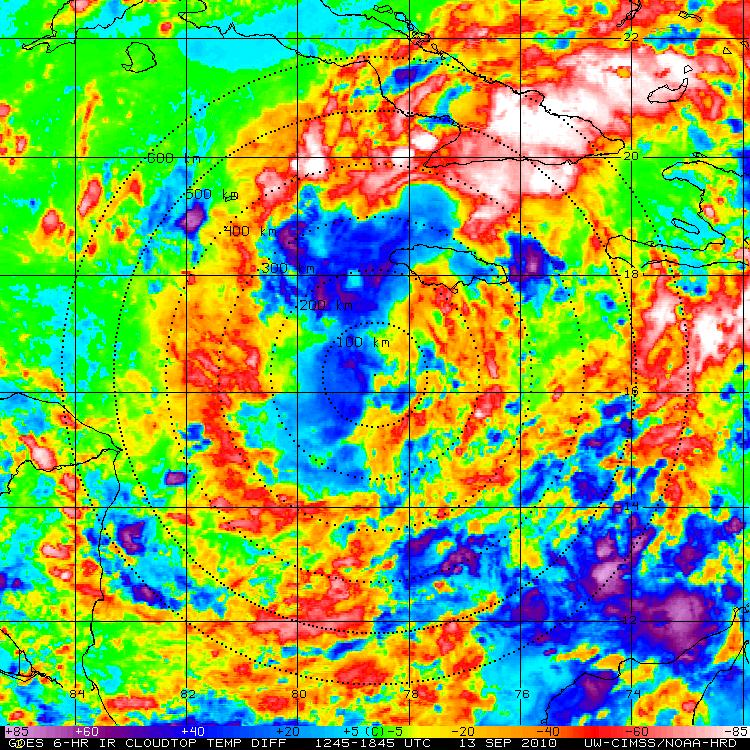 22
20
600 km
500 km
400 km
300 km
18
200 km
100 km
16
14
12
84 82 80 78 76 74
+85 +60 +40 +20 +5 (C) -5 -20 -40 -60 -85
GOES 6-HR IR CLOUDTOP TEMP DIFF 1245-1845 UTC 13 SEP 2010 UW-CIMSS/NOAA-HRD